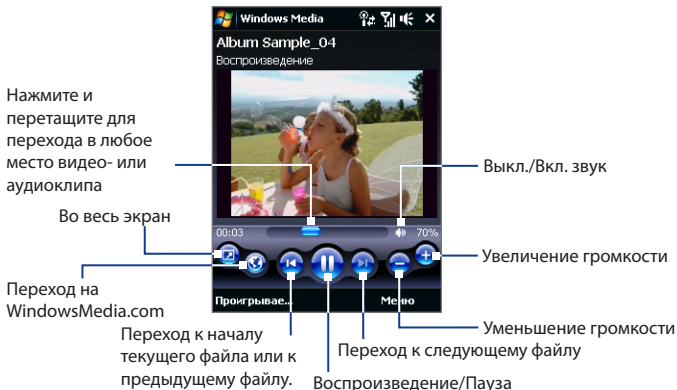 Windows Media
Album Sample_04
Воспроизведение
Нажмите и
перетащите для
перехода в любое
место видео- или
аудиоклипа
Выкл./Вкл. звук
Во весь экран
00:03
70%
Увеличение громкости
Переход на
WindowsMedia.com
Проигрывае...
Меню
Уменьшение громкости
Переход к началу
текущего файла или к
предыдущему файлу.
Переход к следующему файлу
Воспроизведение/Пауза